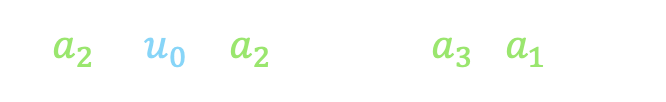 a₂ u₀ a₂ a₃ a₁